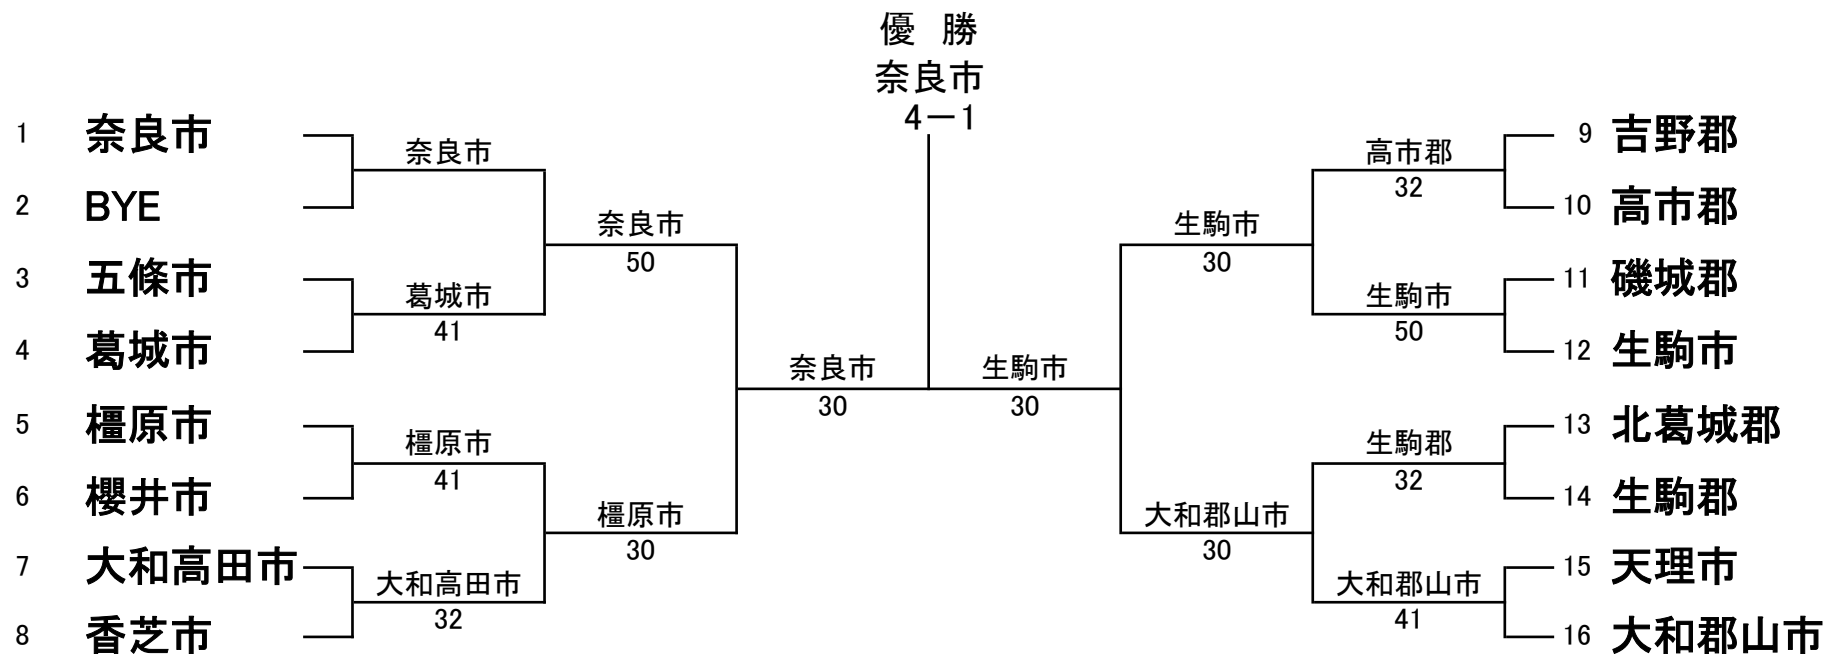 優 勝
奈良市
4－1
1 奈良市
奈良市
2 BYE
奈良市
50
3 五條市
葛城市
41
4 葛城市
奈良市
30
5 橿原市
橿原市
41
6 櫻井市
橿原市
30
7 大和高田市
大和高田市
32
8 香芝市
9 吉野郡
高市郡
32
10 高市郡
生駒市
30
11 磯城郡
生駒市
50
12 生駒市
生駒市
30
13 北葛城郡
生駒郡
32
14 生駒郡
大和郡山市
30
15 天理市
大和郡山市
41
16 大和郡山市